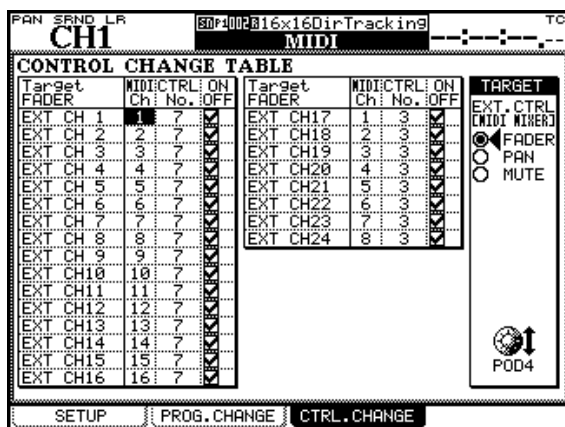 PAN SRND LR
CH1
002 16x16DirTracking
MIDI
TC
--:--:--.--
CONTROL CHANGE TABLE
Target FADER MIDI Ch CTRL No. ON OFF
EXT CH 1 1 7
EXT CH 2 2 7
EXT CH 3 3 7
EXT CH 4 4 7
EXT CH 5 5 7
EXT CH 6 6 7
EXT CH 7 7 7
EXT CH 8 8 7
EXT CH 9 9 7
EXT CH10 10 7
EXT CH11 11 7
EXT CH12 12 7
EXT CH13 13 7
EXT CH14 14 7
EXT CH15 15 7
EXT CH16 16 7
Target FADER MIDI Ch CTRL No. ON OFF
EXT CH17 1 3
EXT CH18 2 3
EXT CH19 3 3
EXT CH20 4 3
EXT CH21 5 3
EXT CH22 6 3
EXT CH23 7 3
EXT CH24 8 3
TARGET
EXT.CTRL
[MIDI MIXER]
FADER
PAN
MUTE
POD4
SETUP
PROG.CHANGE
CTRL.CHANGE